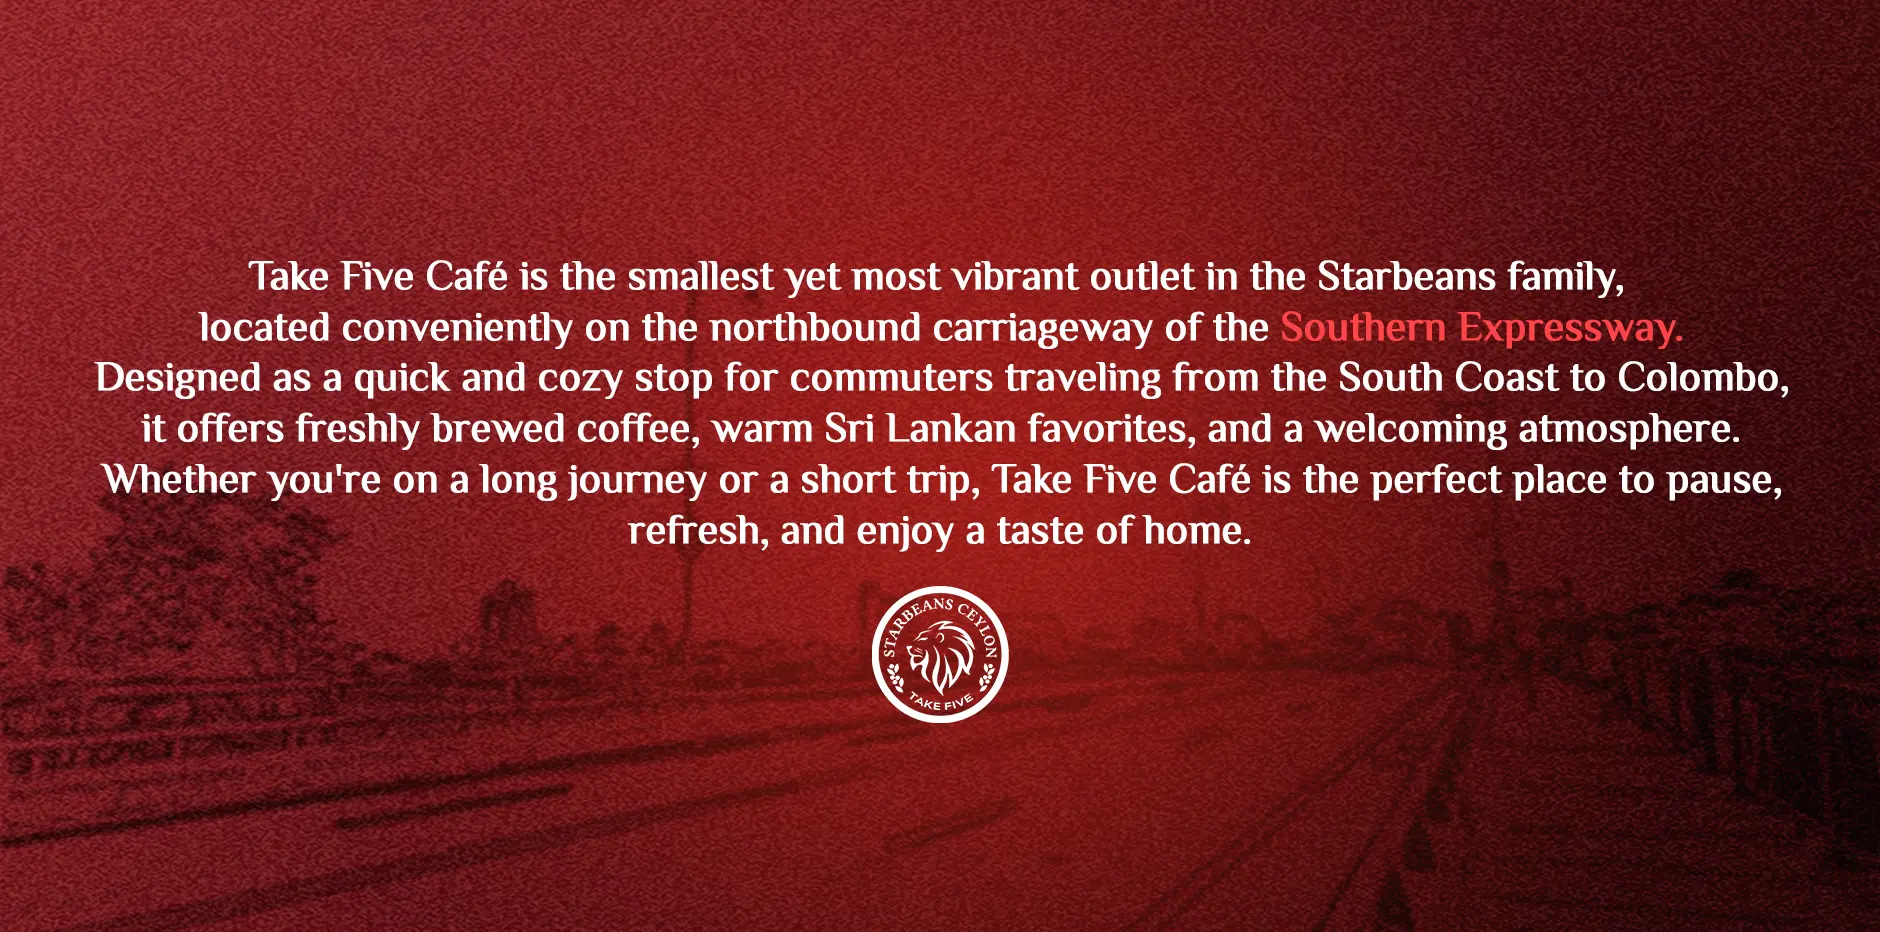 Take Five Café is the smallest yet most vibrant outlet in the Starbeans family,
located conveniently on the northbound carriageway of the Southern Expressway.
Designed as a quick and cozy stop for commuters traveling from the South Coast to Colombo,
it offers freshly brewed coffee, warm Sri Lankan favorites, and a welcoming atmosphere.
Whether you're on a long journey or a short trip, Take Five Café is the perfect place to pause,
refresh, and enjoy a taste of home.
STARBEANS CEYLON
TAKE FIVE